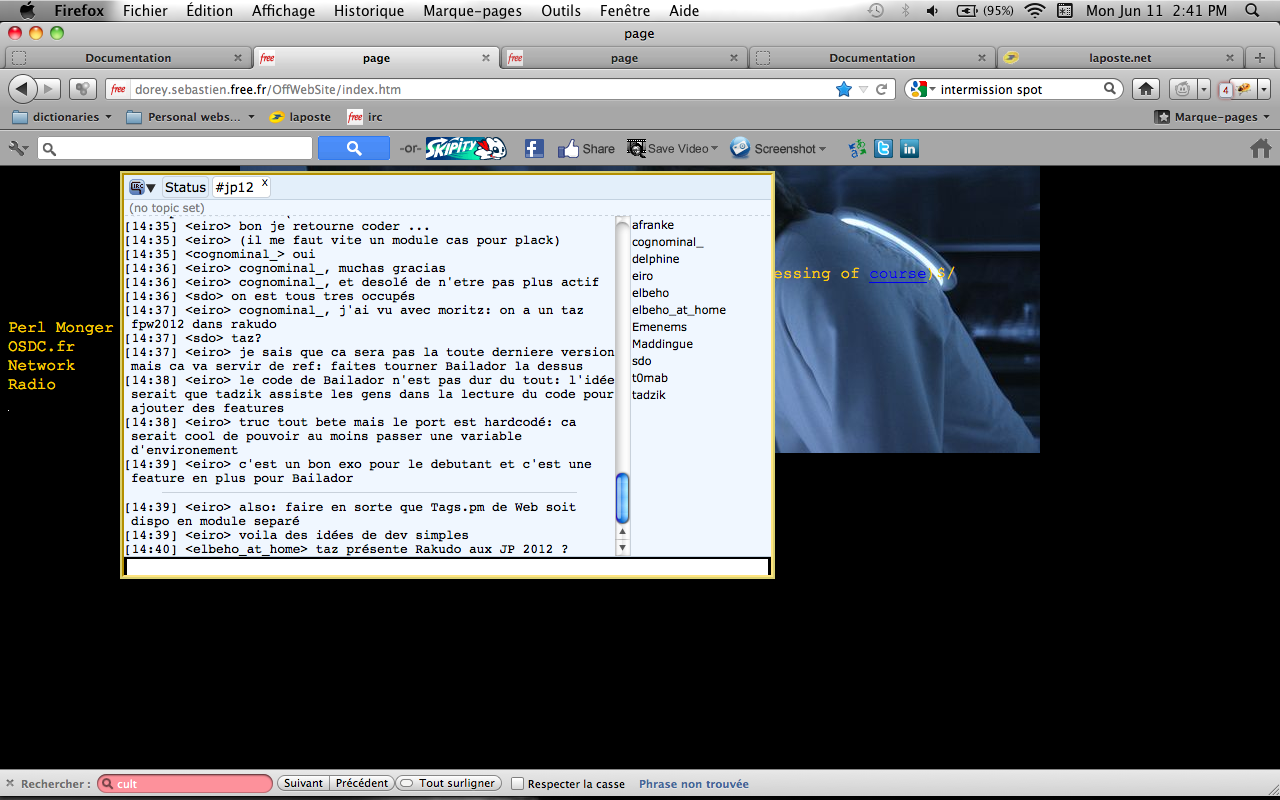 Firefox Fichier Édition Affichage Historique Marque-pages Outils Fenêtre Aide (95%) Mon Jun 11 2:41 PM
page
Documentation page page Documentation laposte.net
free dorey.sebastien.free.fr/OffWebSite/index.htm intermission spot 4
dictionaries Personal webs... laposte free irc Marque-pages
-or- SKIPITY Share Save Video Screenshot
IRC Status #jp12 X
(no topic set)
[14:35] <eiro> bon je retourne coder ...
[14:35] <eiro> (il me faut vite un module cas pour plack)
[14:35] <cognominal_> oui
[14:36] <eiro> cognominal_, muchas gracias
[14:36] <eiro> cognominal_, et desolé de n'etre pas plus actif
[14:36] <sdo> on est tous tres occupés
[14:37] <eiro> cognominal_, j'ai vu avec moritz: on a un taz
fpw2012 dans rakudo
[14:37] <sdo> taz?
[14:37] <eiro> je sais que ca sera pas la toute derniere version
mais ca va servir de ref: faites tourner Bailador la dessus
[14:38] <eiro> le code de Bailador n'est pas dur du tout: l'idée
serait que tadzik assiste les gens dans la lecture du code pour
ajouter des features
[14:38] <eiro> truc tout bete mais le port est hardcodé: ca
serait cool de pouvoir au moins passer une variable
d'environement
[14:39] <eiro> c'est un bon exo pour le debutant et c'est une
feature en plus pour Bailador
[14:39] <eiro> also: faire en sorte que Tags.pm de Web soit
dispo en module separé
[14:39] <eiro> voila des idées de dev simples
[14:40] <elbeho_at_home> taz présente Rakudo aux JP 2012 ?
afranke
cognominal_
delphine
eiro
elbeho
elbeho_at_home
Emenems
Maddingue
sdo
t0mab
tadzik
essing of course)$/
Perl Monger
OSDC.fr
Network
Radio
Rechercher : cult Suivant Précédent Tout surligner Respecter la casse Phrase non trouvée